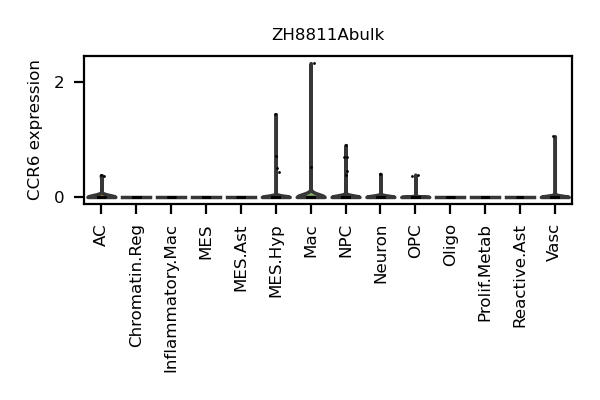 ZH8811Abulk
CCR6 expression
2
0
AC
Chromatin.Reg
Inflammatory.Mac
MES
MES.Ast
MES.Hyp
Mac
NPC
Neuron
OPC
Oligo
Prolif.Metab
Reactive.Ast
Vasc